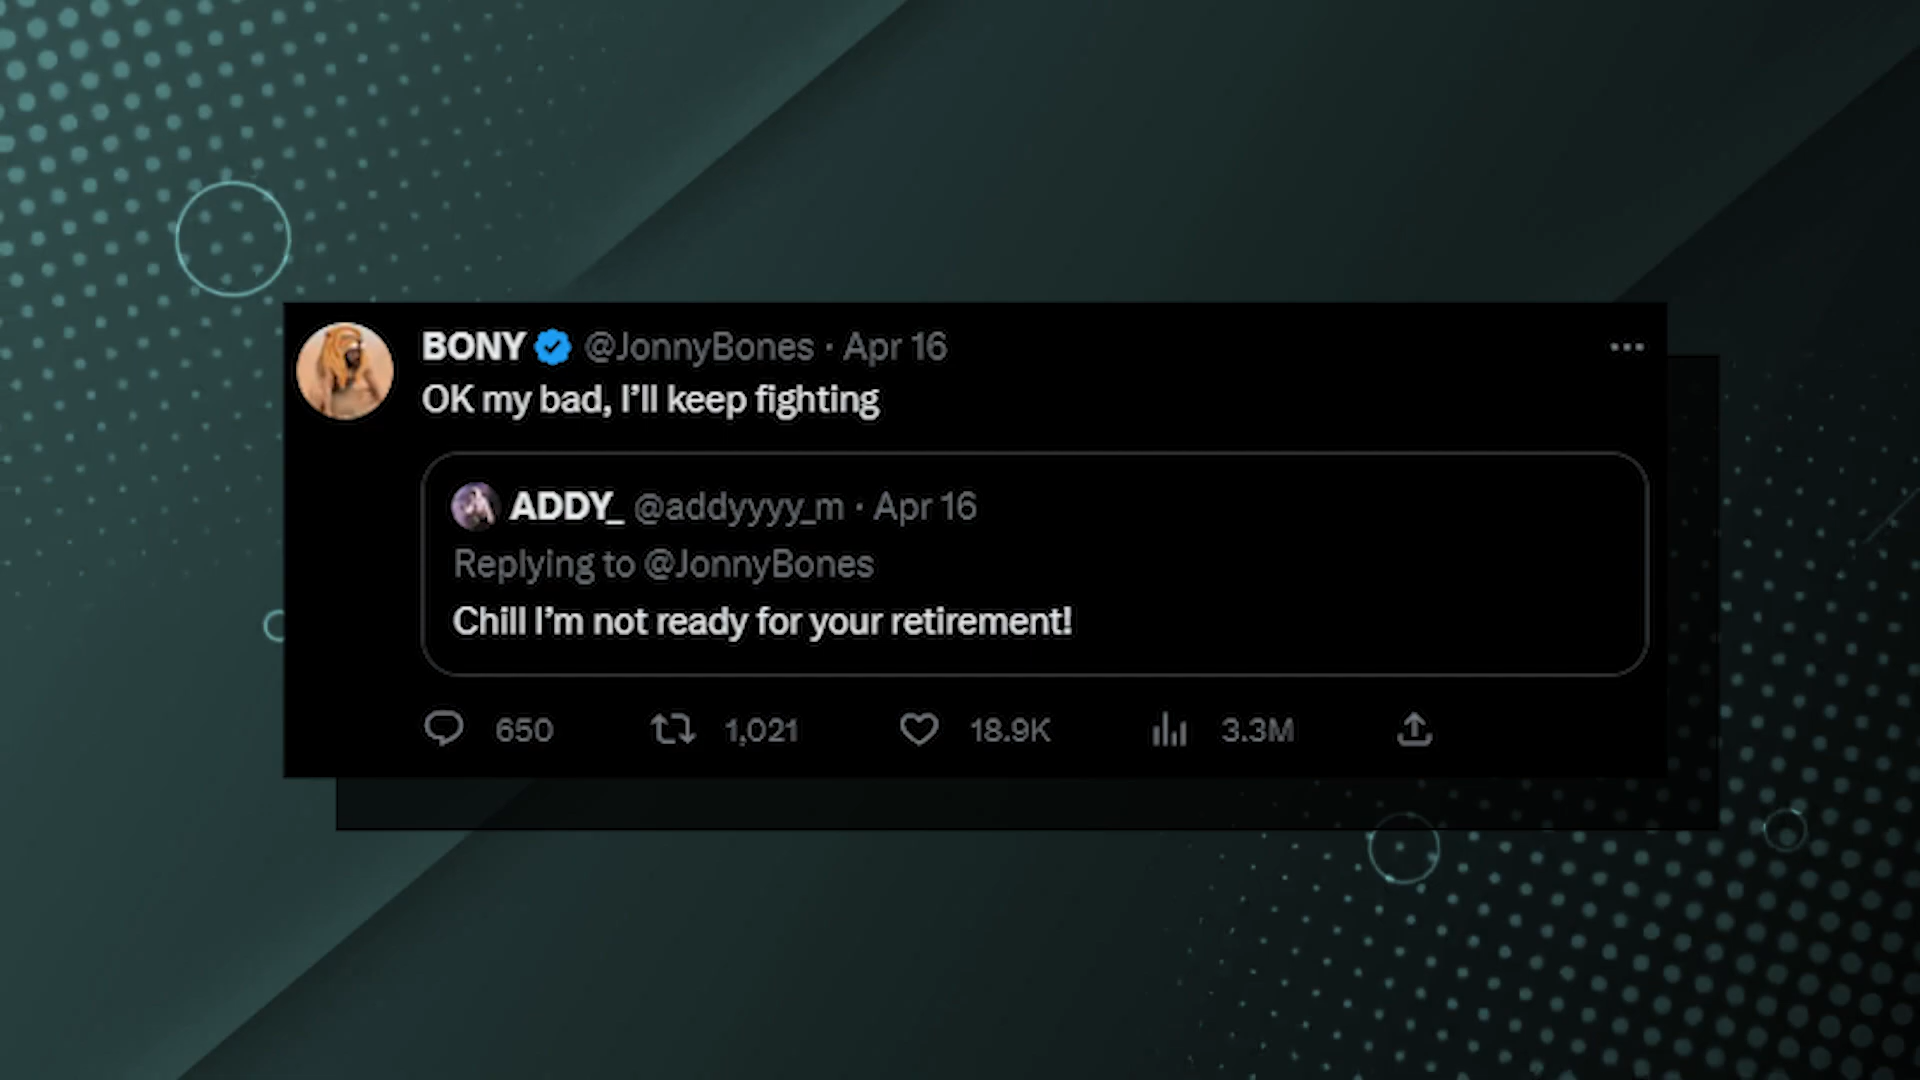 BONY @JonnyBones · Apr 16
OK my bad, I’ll keep fighting
ADDY_ @addyyyy_m · Apr 16
Replying to @JonnyBones
Chill I’m not ready for your retirement!
650 1,021 18.9K 3.3M